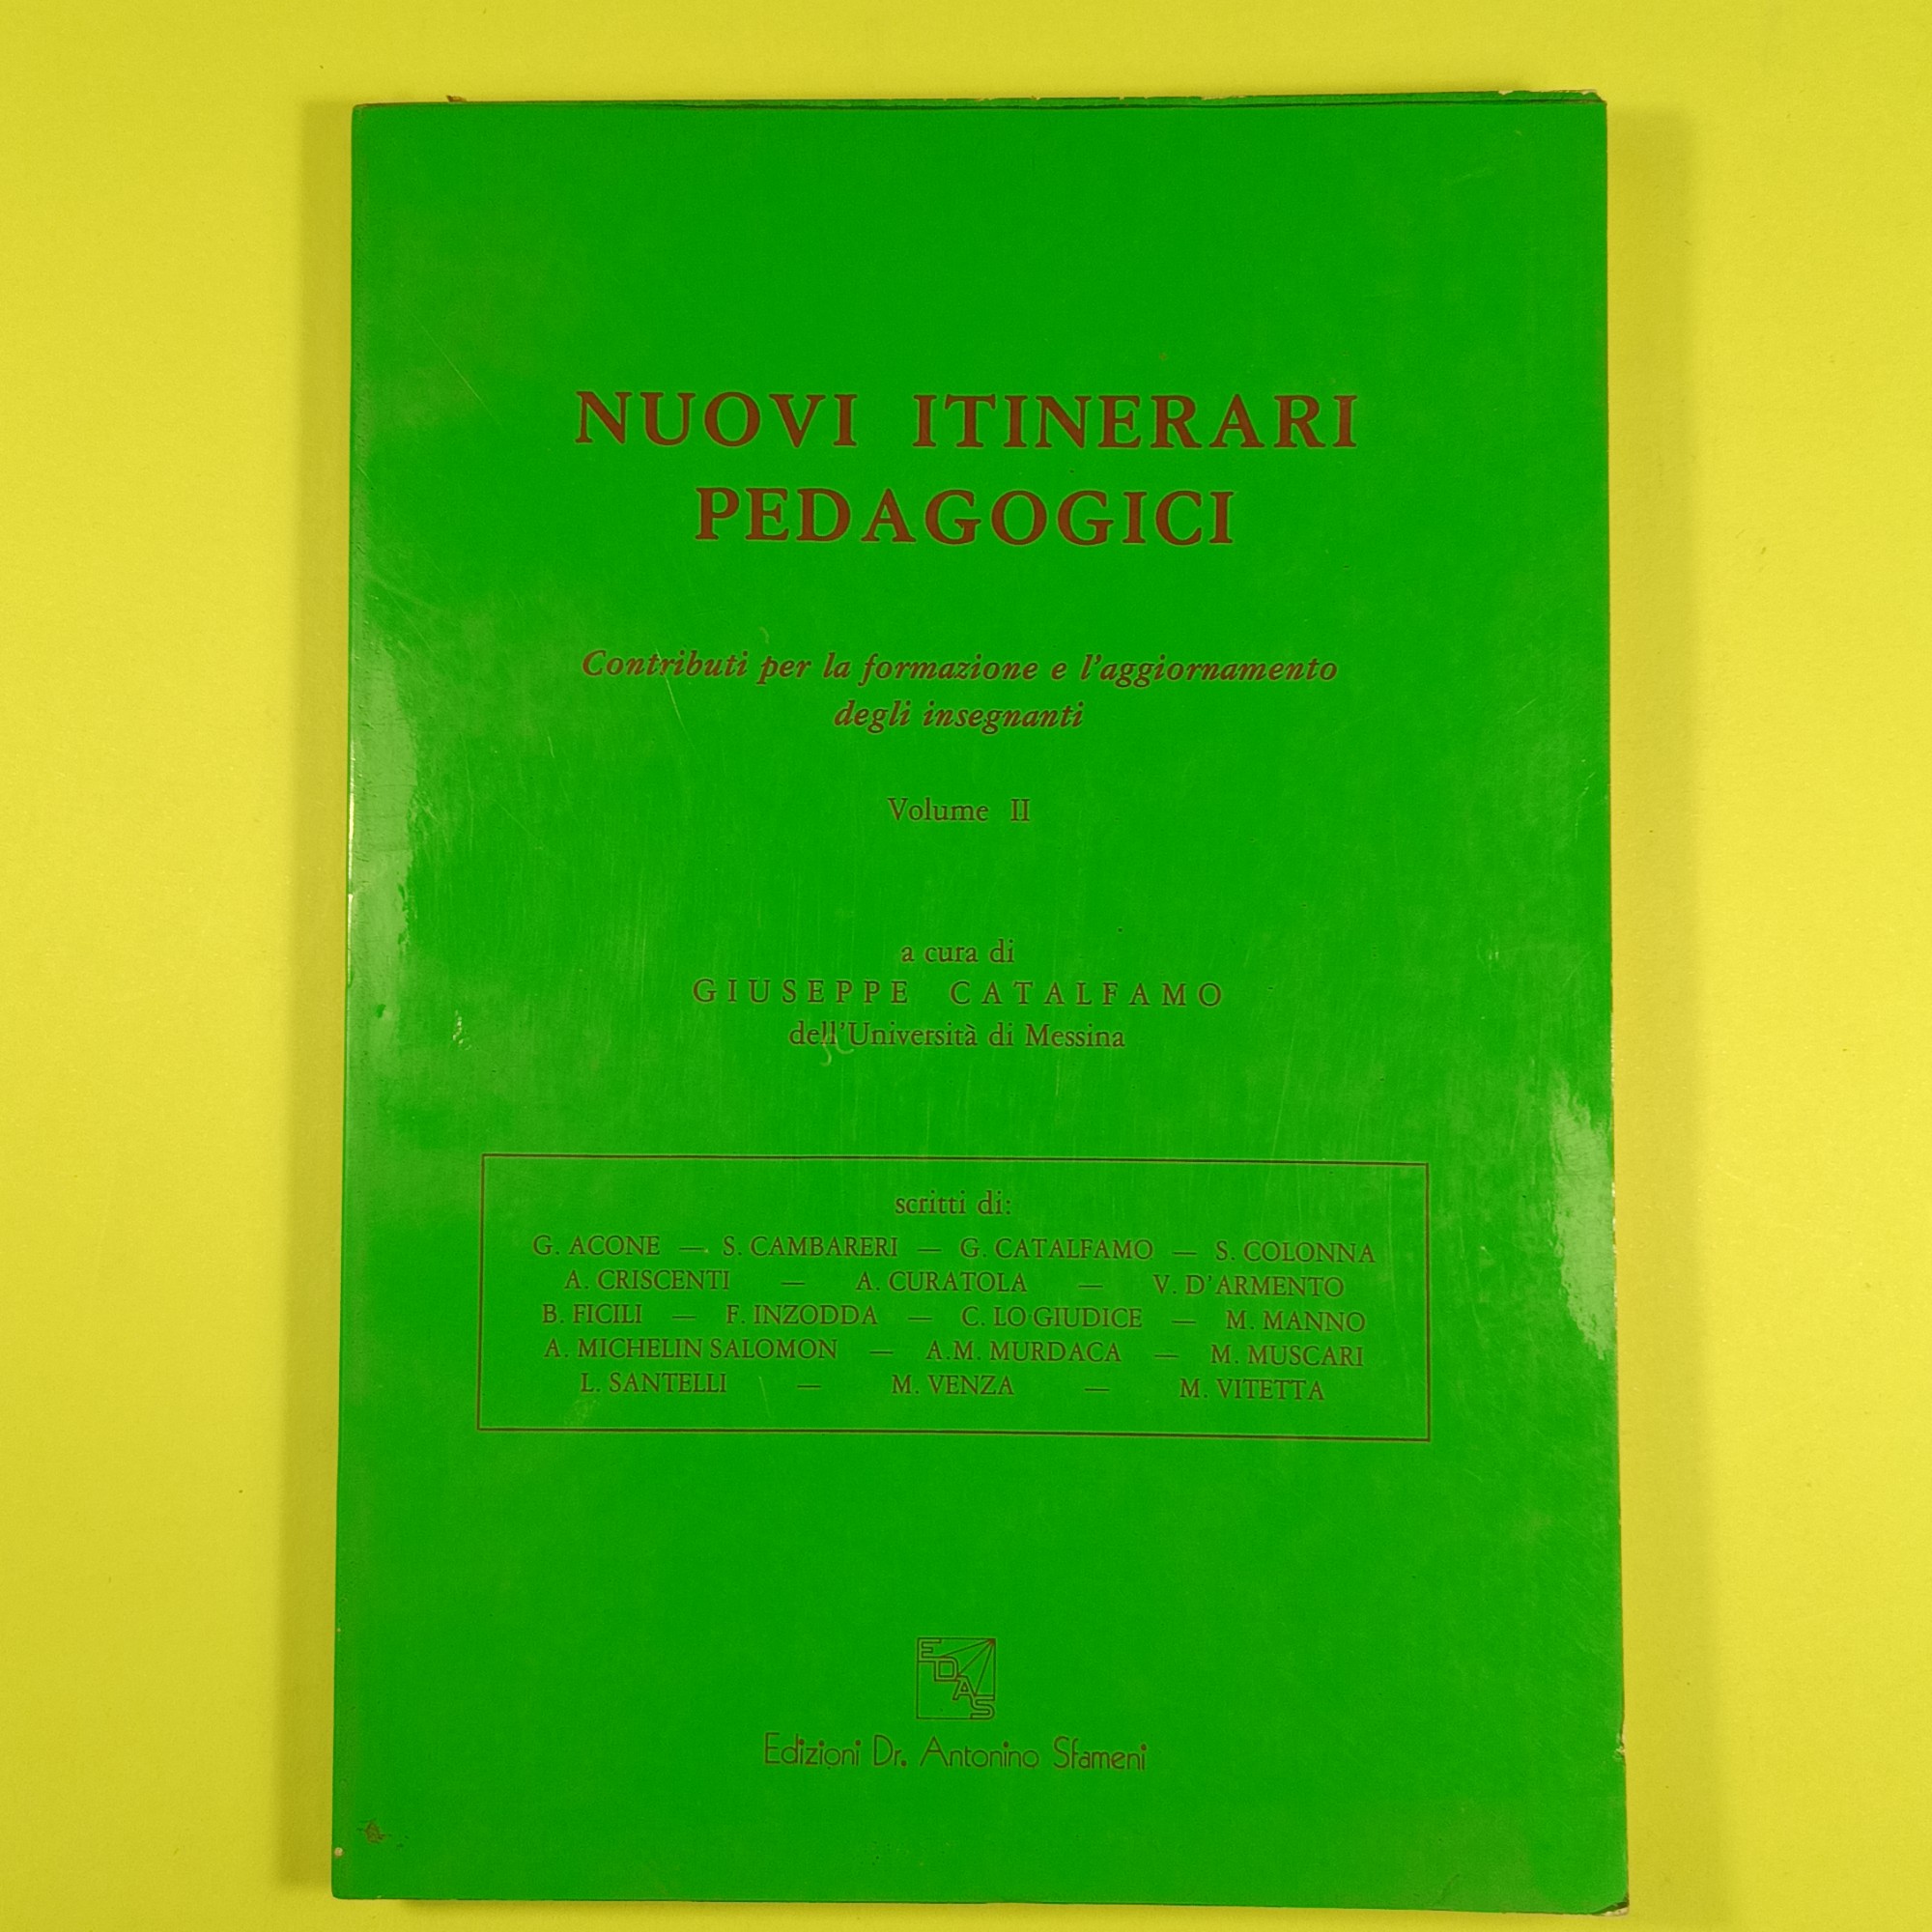 NUOVI ITINERARI
PEDAGOGICI
Contributi per la formazione e l'aggiornamento
degli insegnanti
Volume II
a cura di
GIUSEPPE CATALFAMO
dell'Università di Messina
scritti di:
G. ACONE — S. CAMBARERI — G. CATALFAMO — S. COLONNA
A. CRISCENTI — A. CURATOLA — V. D'ARMENTO
B. FICILI — F. INZODDA — C. LO GIUDICE — M. MANNO
A. MICHELIN SALOMON — A.M. MURDACA — M. MUSCARI
L. SANTELLI — M. VENZA — M. VITETTA
EDAS
Edizioni Dr. Antonino Sfameni